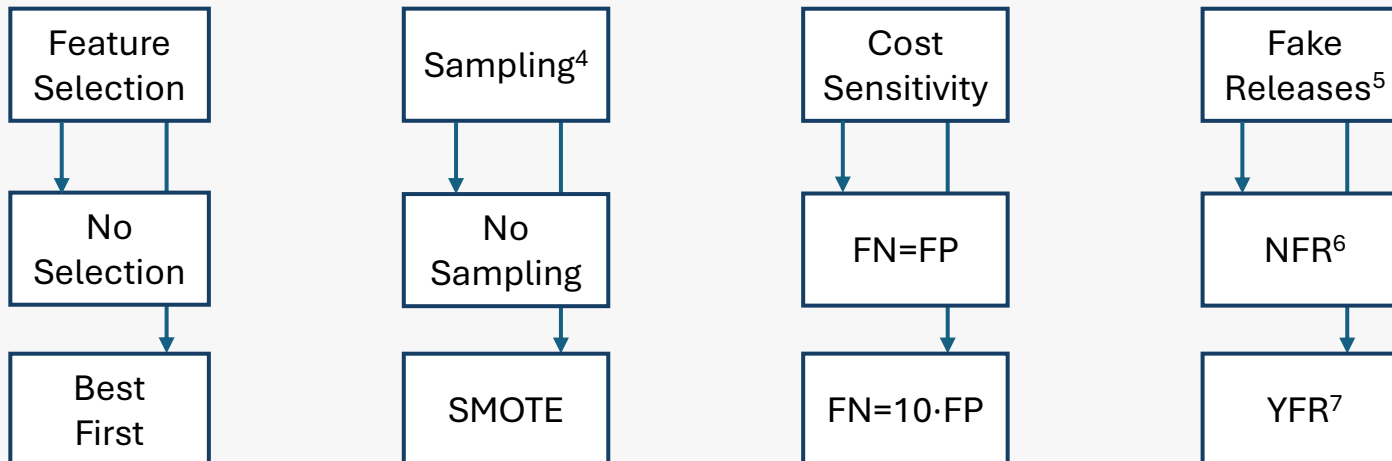 Feature
Selection
Sampling⁴
Cost
Sensitivity
Fake
Releases⁵
No
Selection
No
Sampling
FN=FP
NFR⁶
Best
First
SMOTE
FN=10·FP
YFR⁷